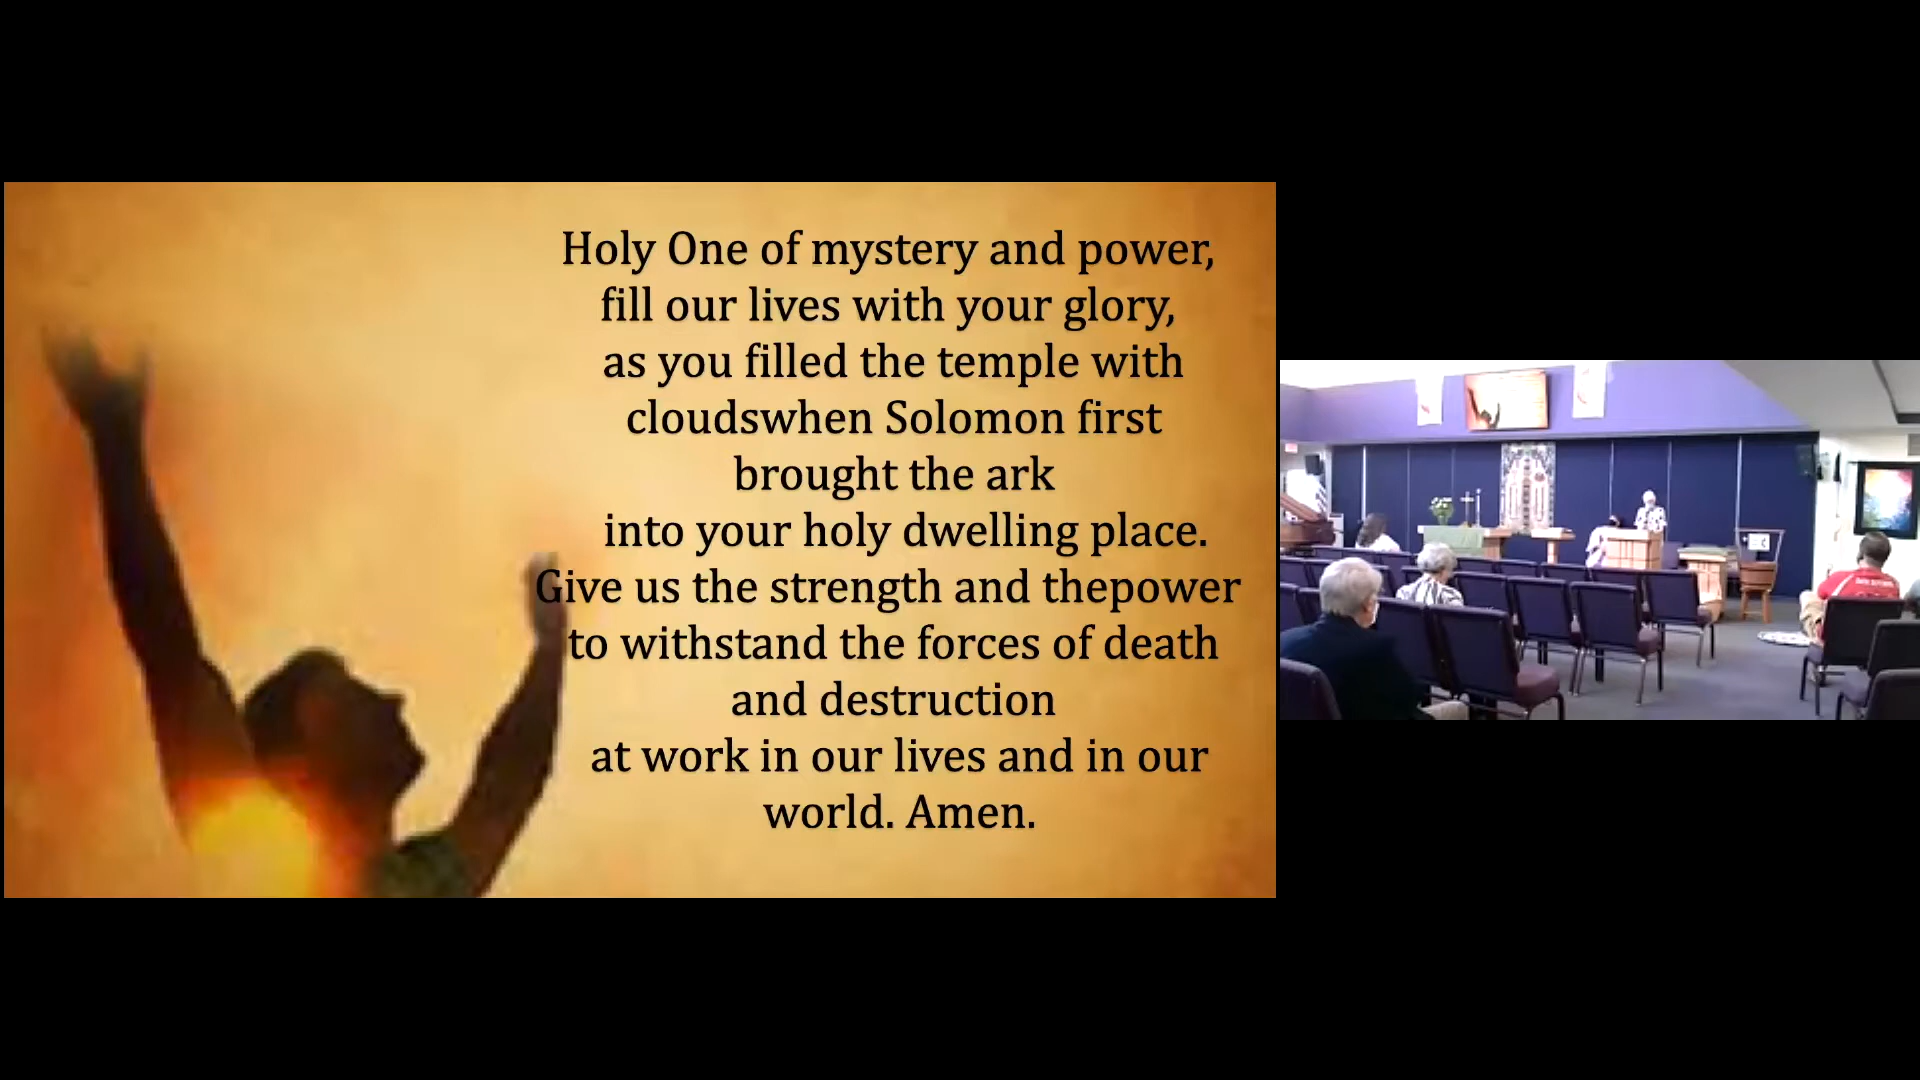 Holy One of mystery and power,
fill our lives with your glory,
as you filled the temple with
cloudswhen Solomon first
brought the ark
into your holy dwelling place.
Give us the strength and thepower
to withstand the forces of death
and destruction
at work in our lives and in our
world. Amen.